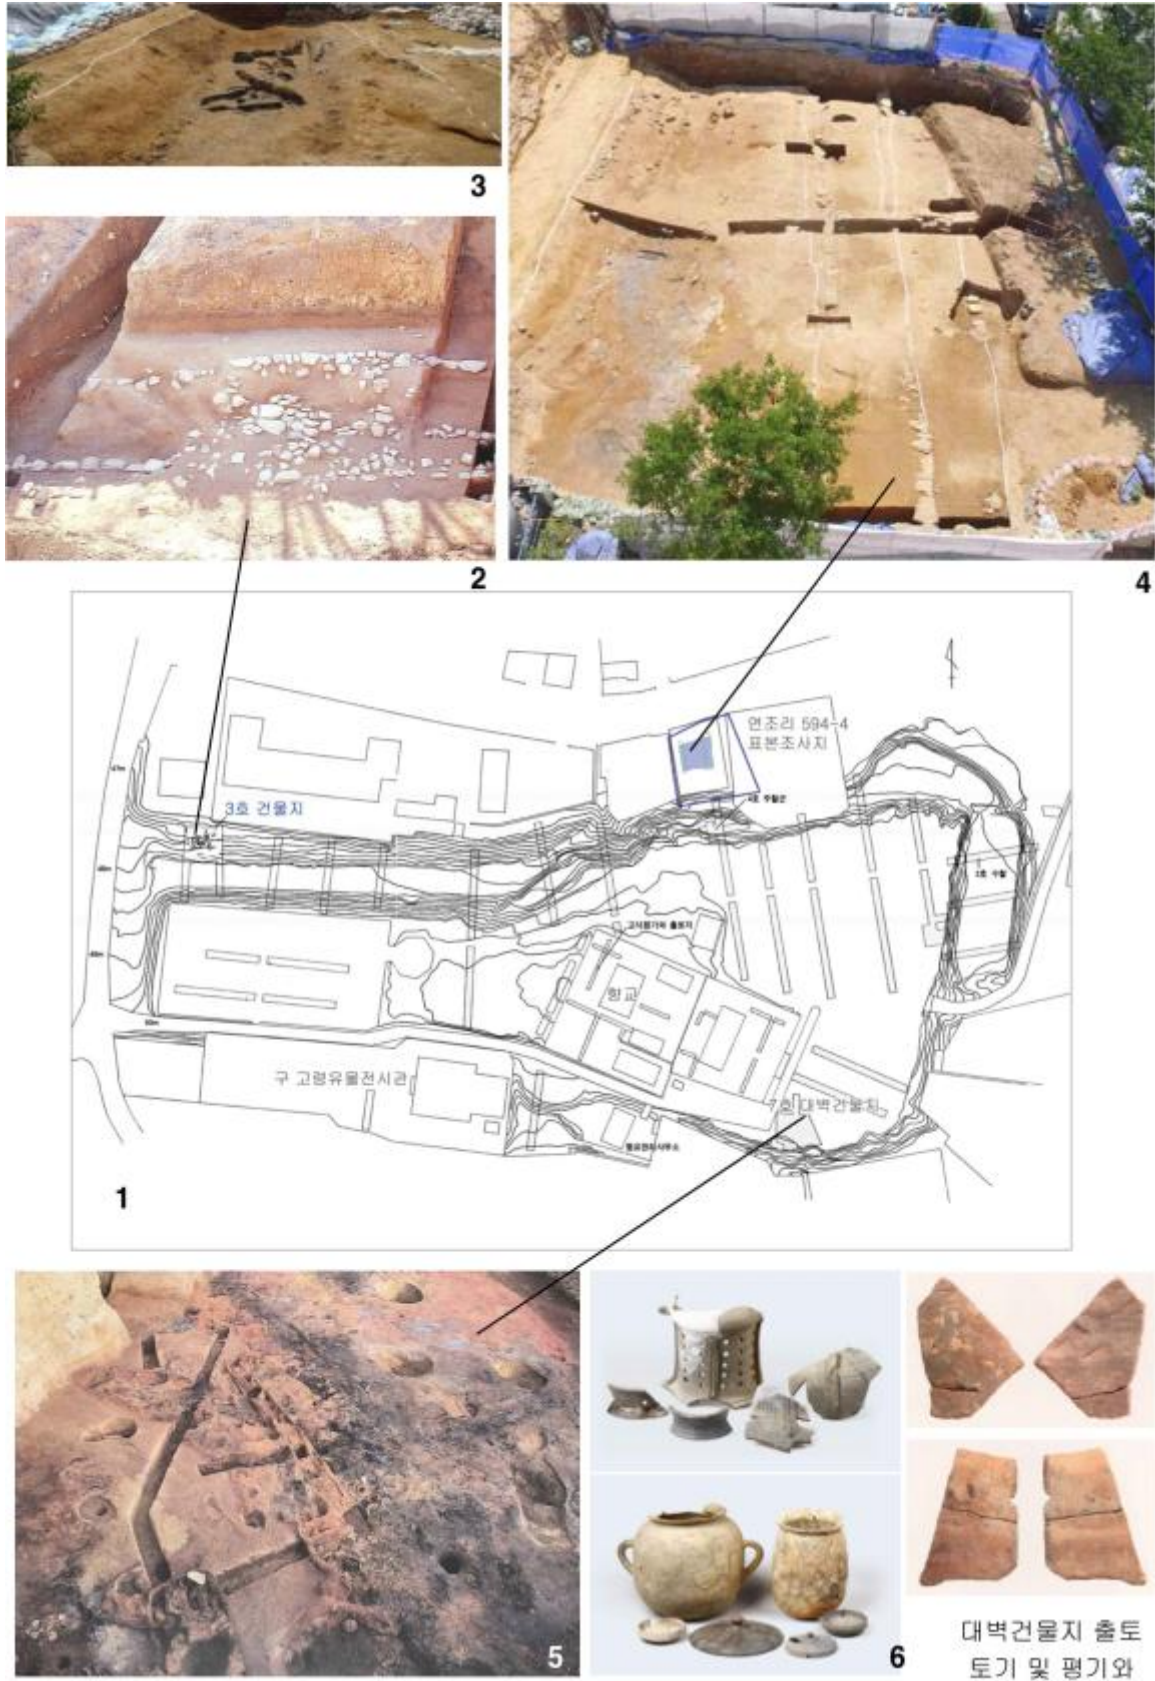 3
2
4
연조리 594-4
표본조사지
3호 건물지
향교
구 고령유물전시관
7호 대벽건물지
1
5
6
대벽건물지 출토
토기 및 평기와